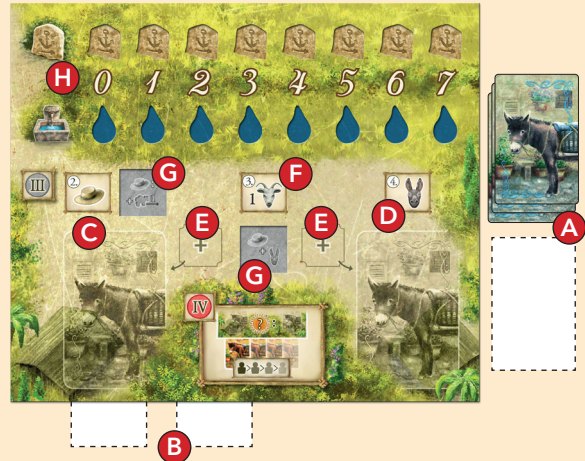 H 0 1 2 3 4 5 6 7
III 2. G 3. 1 F 4.
C E + E + D A
+
G
IV
? :
> > >
B